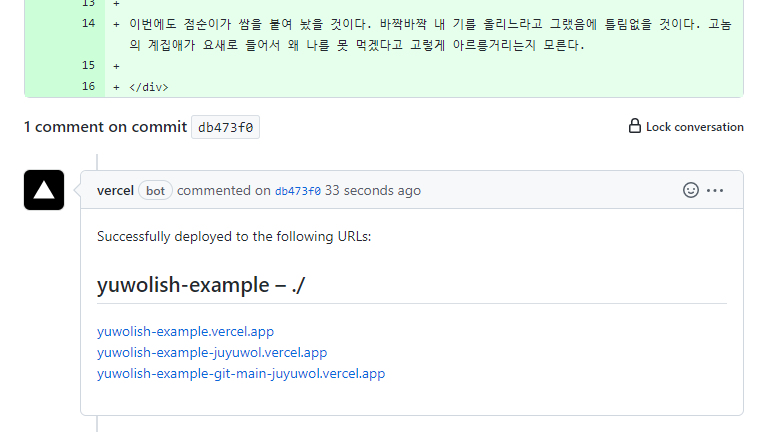 13 +
14 + 이번에도 점순이가 쌈을 붙여 놨을 것이다. 바짝바짝 내 기를 올리느라고 그랬음에 틀림없을 것이다. 고놈
의 계집애가 요새로 들어서 왜 나를 못 먹겠다고 고렇게 아르릉거리는지 모른다.
15 +
16 + </div>
1 comment on commit db473f0
Lock conversation
vercel bot commented on db473f0 33 seconds ago
Successfully deployed to the following URLs:
yuwolish-example – ./
yuwolish-example.vercel.app
yuwolish-example-juyuwol.vercel.app
yuwolish-example-git-main-juyuwol.vercel.app